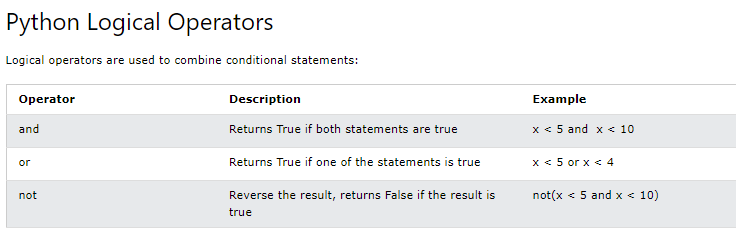 Python Logical Operators
Logical operators are used to combine conditional statements:
Operator Description Example
and Returns True if both statements are true x < 5 and  x < 10
or Returns True if one of the statements is true x < 5 or x < 4
not Reverse the result, returns False if the result is not(x < 5 and x < 10)
true